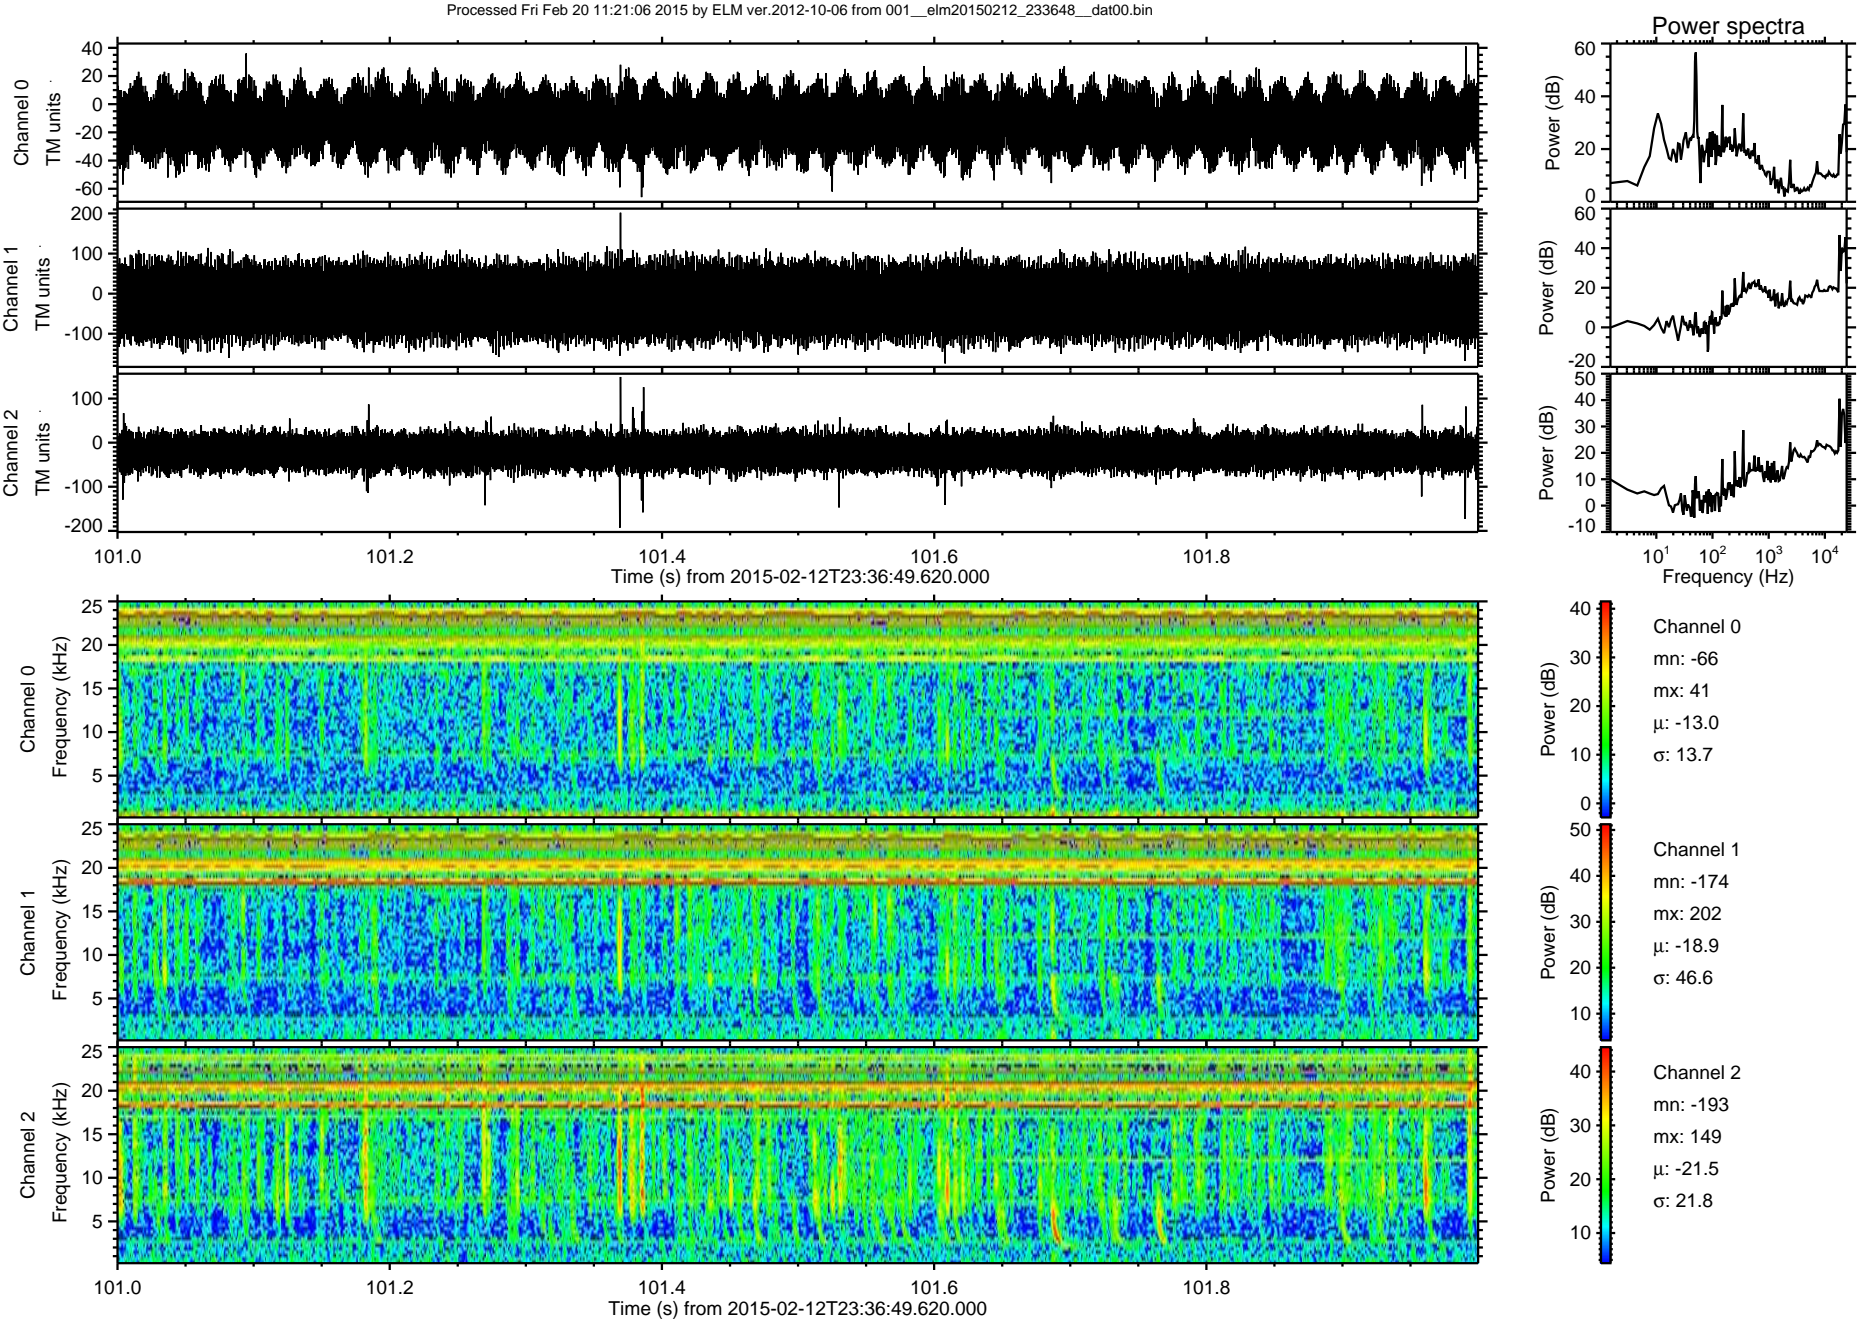 Processed Fri Feb 20 11:21:06 2015 by ELM ver.2012-10-06 from 001__elm20150212_233648__dat00.bin
Power spectra
Channel 0
TM units
40
20
0
-20
-40
-60
Power (dB)
60
40
20
0
Channel 1
TM units
200
100
0
-100
Power (dB)
60
40
20
0
-20
Channel 2
TM units
100
0
-100
-200
Power (dB)
50
40
30
20
10
0
-10
101.0 101.2 101.4 101.6 101.8
Time (s) from 2015-02-12T23:36:49.620.000
10¹ 10² 10³ 10⁴
Frequency (Hz)
Channel 0
Frequency (kHz)
25
20
15
10
5
Power (dB)
40
30
20
10
0
Channel 0
mn: -66
mx: 41
μ: -13.0
σ: 13.7
Channel 1
Frequency (kHz)
25
20
15
10
5
Power (dB)
50
40
30
20
10
Channel 1
mn: -174
mx: 202
μ: -18.9
σ: 46.6
Channel 2
Frequency (kHz)
25
20
15
10
5
Power (dB)
40
30
20
10
Channel 2
mn: -193
mx: 149
μ: -21.5
σ: 21.8
101.0 101.2 101.4 101.6 101.8
Time (s) from 2015-02-12T23:36:49.620.000